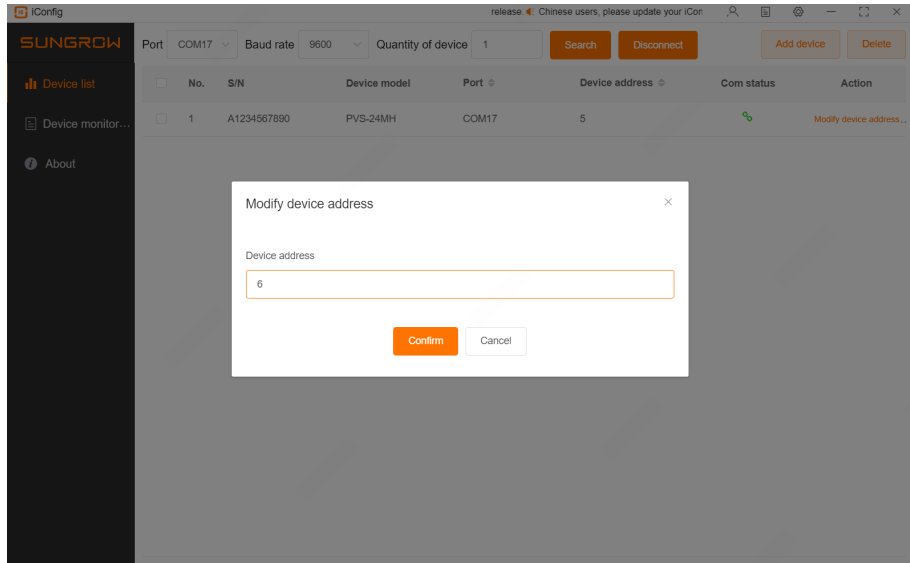 iConfig release Chinese users, please update your iCon
SUNGROW
Port COM17 Baud rate 9600 Quantity of device 1 Search Disconnect Add device Delete
Device list
Device monitor...
About
No. S/N Device model Port Device address Com status Action
1 A1234567890 PVS-24MH COM17 5 Modify device address..
Modify device address
Device address
6
Confirm Cancel